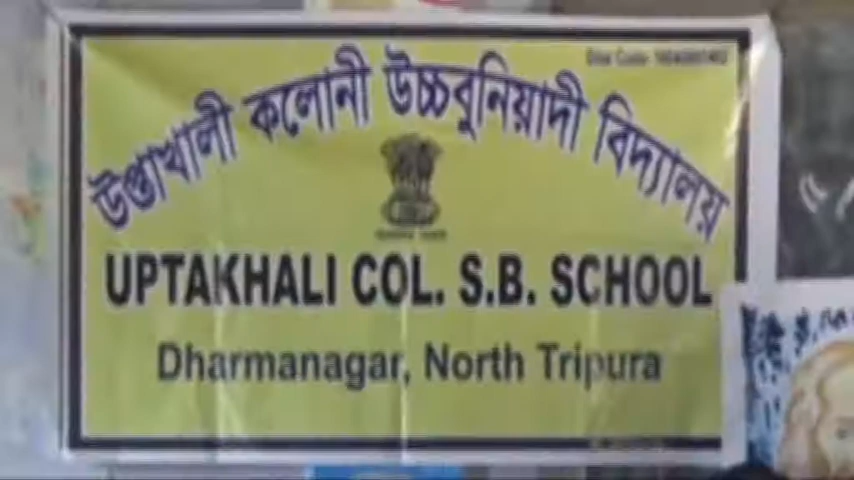 উপ্তাখালী কলোনী উচ্চবুনিয়াদী বিদ্যালয়
UPTAKHALI COL. S.B. SCHOOL
Dharmanagar, North Tripura